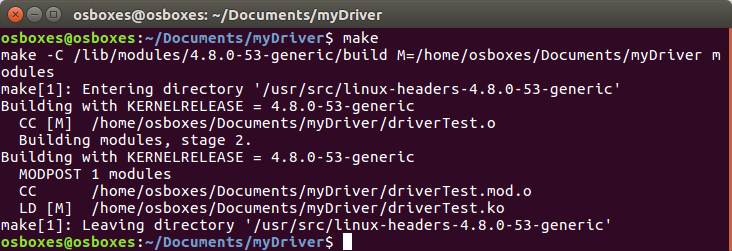 osboxes@osboxes: ~/Documents/myDriver
osboxes@osboxes:~/Documents/myDriver$ make
make -C /lib/modules/4.8.0-53-generic/build M=/home/osboxes/Documents/myDriver m
odules
make[1]: Entering directory '/usr/src/linux-headers-4.8.0-53-generic'
Building with KERNELRELEASE = 4.8.0-53-generic
  CC [M]  /home/osboxes/Documents/myDriver/driverTest.o
  Building modules, stage 2.
Building with KERNELRELEASE = 4.8.0-53-generic
  MODPOST 1 modules
  CC      /home/osboxes/Documents/myDriver/driverTest.mod.o
  LD [M]  /home/osboxes/Documents/myDriver/driverTest.ko
make[1]: Leaving directory '/usr/src/linux-headers-4.8.0-53-generic'
osboxes@osboxes:~/Documents/myDriver$